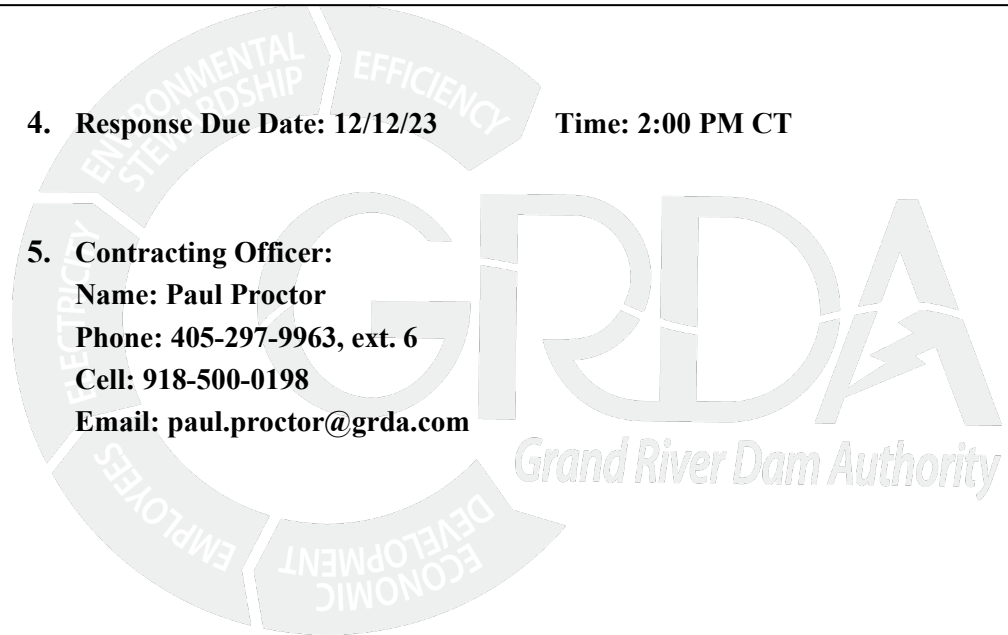 4. Response Due Date: 12/12/23 Time: 2:00 PM CT
5. Contracting Officer:
Name: Paul Proctor
Phone: 405-297-9963, ext. 6
Cell: 918-500-0198
Email: paul.proctor@grda.com
ENVIRONMENTAL
STEWARDSHIP
EFFICIENCY
ELECTRICITY
EMPLOYEES
ECONOMIC
DEVELOPMENT
GRDA
Grand River Dam Authority